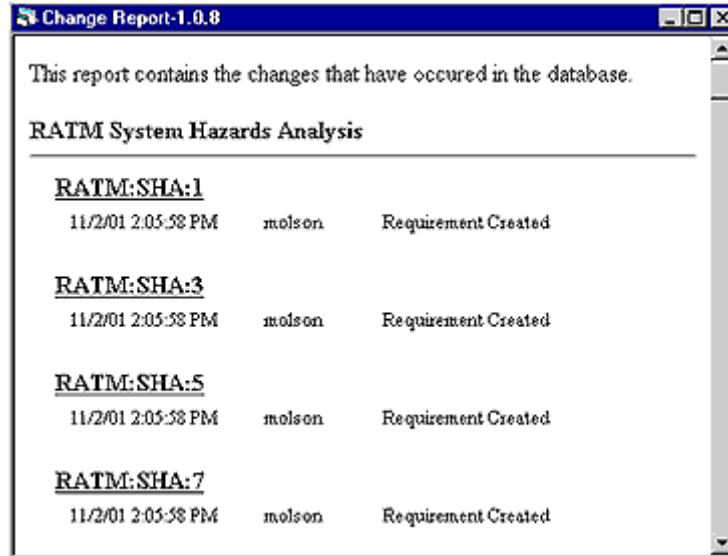 Change Report-1.0.8
This report contains the changes that have occured in the database.
RATM System Hazards Analysis
RATM:SHA:1
11/2/01 2:05:58 PM molson Requirement Created
RATM:SHA:3
11/2/01 2:05:58 PM molson Requirement Created
RATM:SHA:5
11/2/01 2:05:58 PM molson Requirement Created
RATM:SHA:7
11/2/01 2:05:58 PM molson Requirement Created